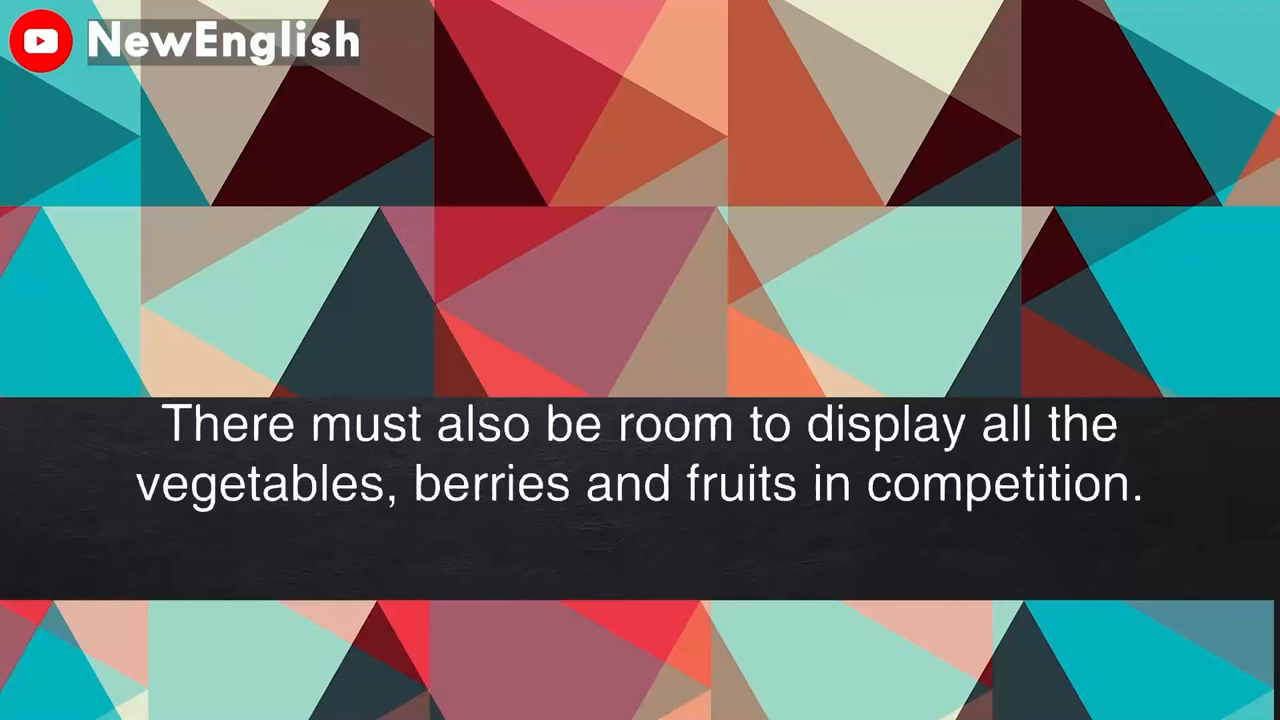 NewEnglish
There must also be room to display all the
vegetables, berries and fruits in competition.